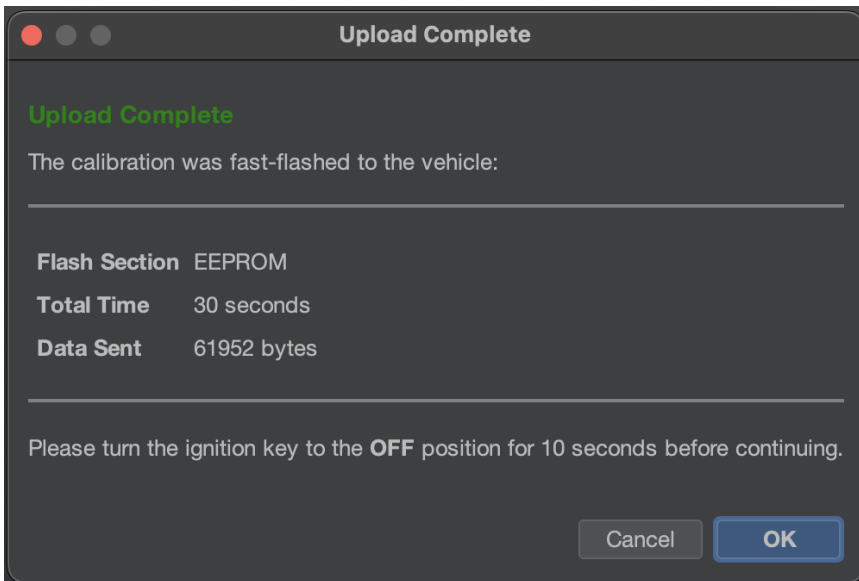 Upload Complete
Upload Complete
The calibration was fast-flashed to the vehicle:
Flash Section EEPROM
Total Time 30 seconds
Data Sent 61952 bytes
Please turn the ignition key to the OFF position for 10 seconds before continuing.
Cancel OK